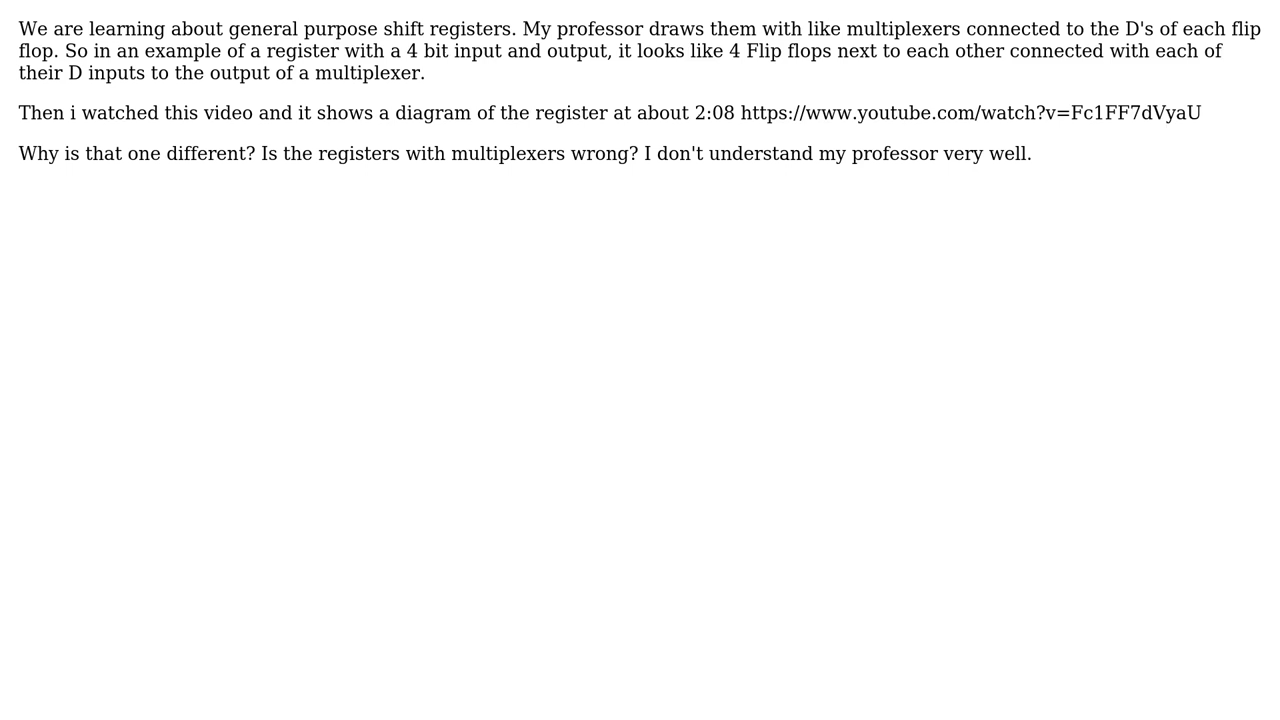 We are learning about general purpose shift registers. My professor draws them with like multiplexers connected to the D's of each flip
flop. So in an example of a register with a 4 bit input and output, it looks like 4 Flip flops next to each other connected with each of
their D inputs to the output of a multiplexer.
Then i watched this video and it shows a diagram of the register at about 2:08 https://www.youtube.com/watch?v=Fc1FF7dVyaU
Why is that one different? Is the registers with multiplexers wrong? I don't understand my professor very well.